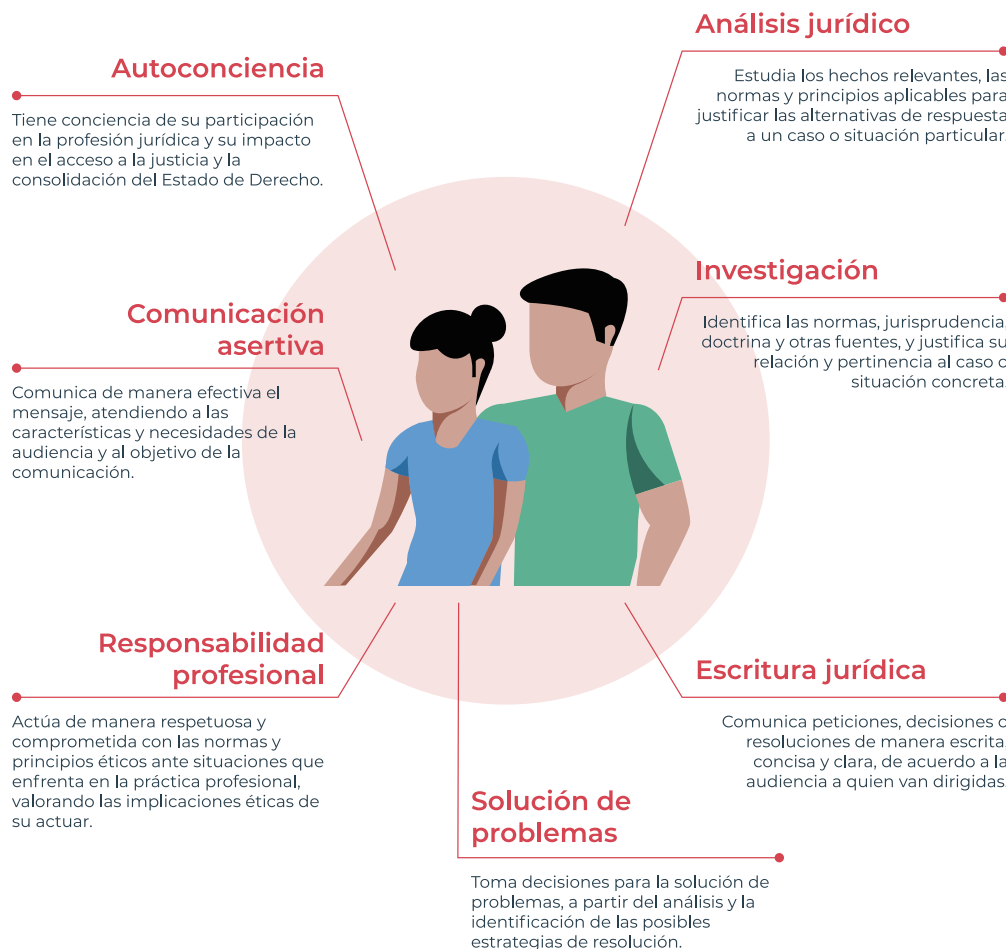 Autoconciencia
Tiene conciencia de su participación
en la profesión jurídica y su impacto
en el acceso a la justicia y la
consolidación del Estado de Derecho.
Comunicación
asertiva
Comunica de manera efectiva el
mensaje, atendiendo a las
características y necesidades de la
audiencia y al objetivo de la
comunicación.
Responsabilidad
profesional
Actúa de manera respetuosa y
comprometida con las normas y
principios éticos ante situaciones que
enfrenta en la práctica profesional,
valorando las implicaciones éticas de
su actuar.
Solución de
problemas
Toma decisiones para la solución de
problemas, a partir del análisis y la
identificación de las posibles
estrategias de resolución.
Análisis jurídico
Estudia los hechos relevantes, las
normas y principios aplicables para
justificar las alternativas de respuesta
a un caso o situación particular.
Investigación
Identifica las normas, jurisprudencia,
doctrina y otras fuentes, y justifica su
relación y pertinencia al caso o
situación concreta.
Escritura jurídica
Comunica peticiones, decisiones o
resoluciones de manera escrita,
concisa y clara, de acuerdo a la
audiencia a quien van dirigidas.